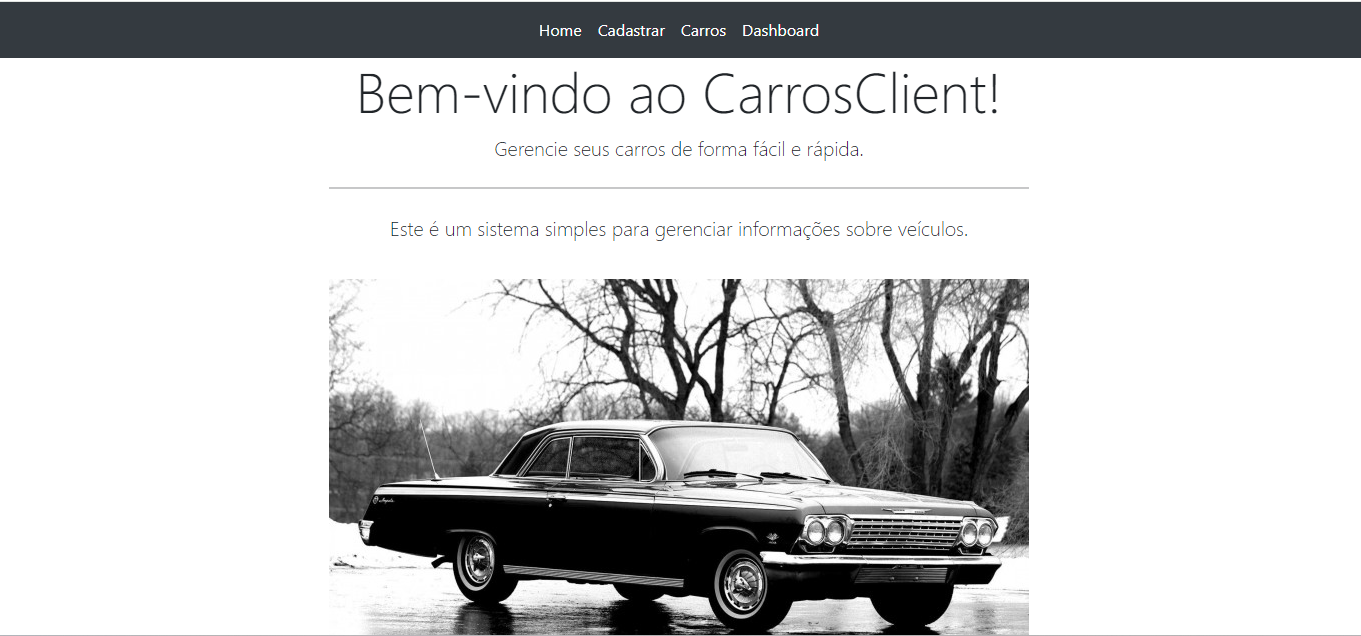 Home Cadastrar Carros Dashboard
Bem-vindo ao CarrosClient!
Gerencie seus carros de forma fácil e rápida.
Este é um sistema simples para gerenciar informações sobre veículos.
Impala